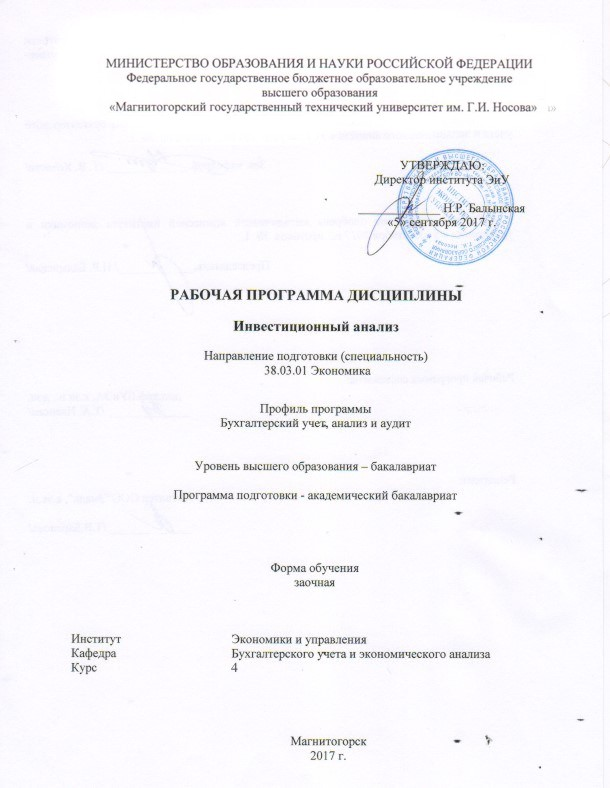 МИНИСТЕРСТВО ОБРАЗОВАНИЯ И НАУКИ РОССИЙСКОЙ ФЕДЕРАЦИИ
Федеральное государственное бюджетное образовательное учреждение
высшего образования
«Магнитогорский государственный технический университет им. Г.И. Носова»
УТВЕРЖДАЮ:
Директор института ЭиУ
Н.Р. Балынская
«5» сентября 2017 г.
РАБОЧАЯ ПРОГРАММА ДИСЦИПЛИНЫ
Инвестиционный анализ
Направление подготовки (специальность)
38.03.01 Экономика
Профиль программы
Бухгалтерский учет, анализ и аудит
Уровень высшего образования – бакалавриат
Программа подготовки - академический бакалавриат
Форма обучения
заочная
Институт Экономики и управления
Кафедра Бухгалтерского учета и экономического анализа
Курс 4
Магнитогорск
2017 г.